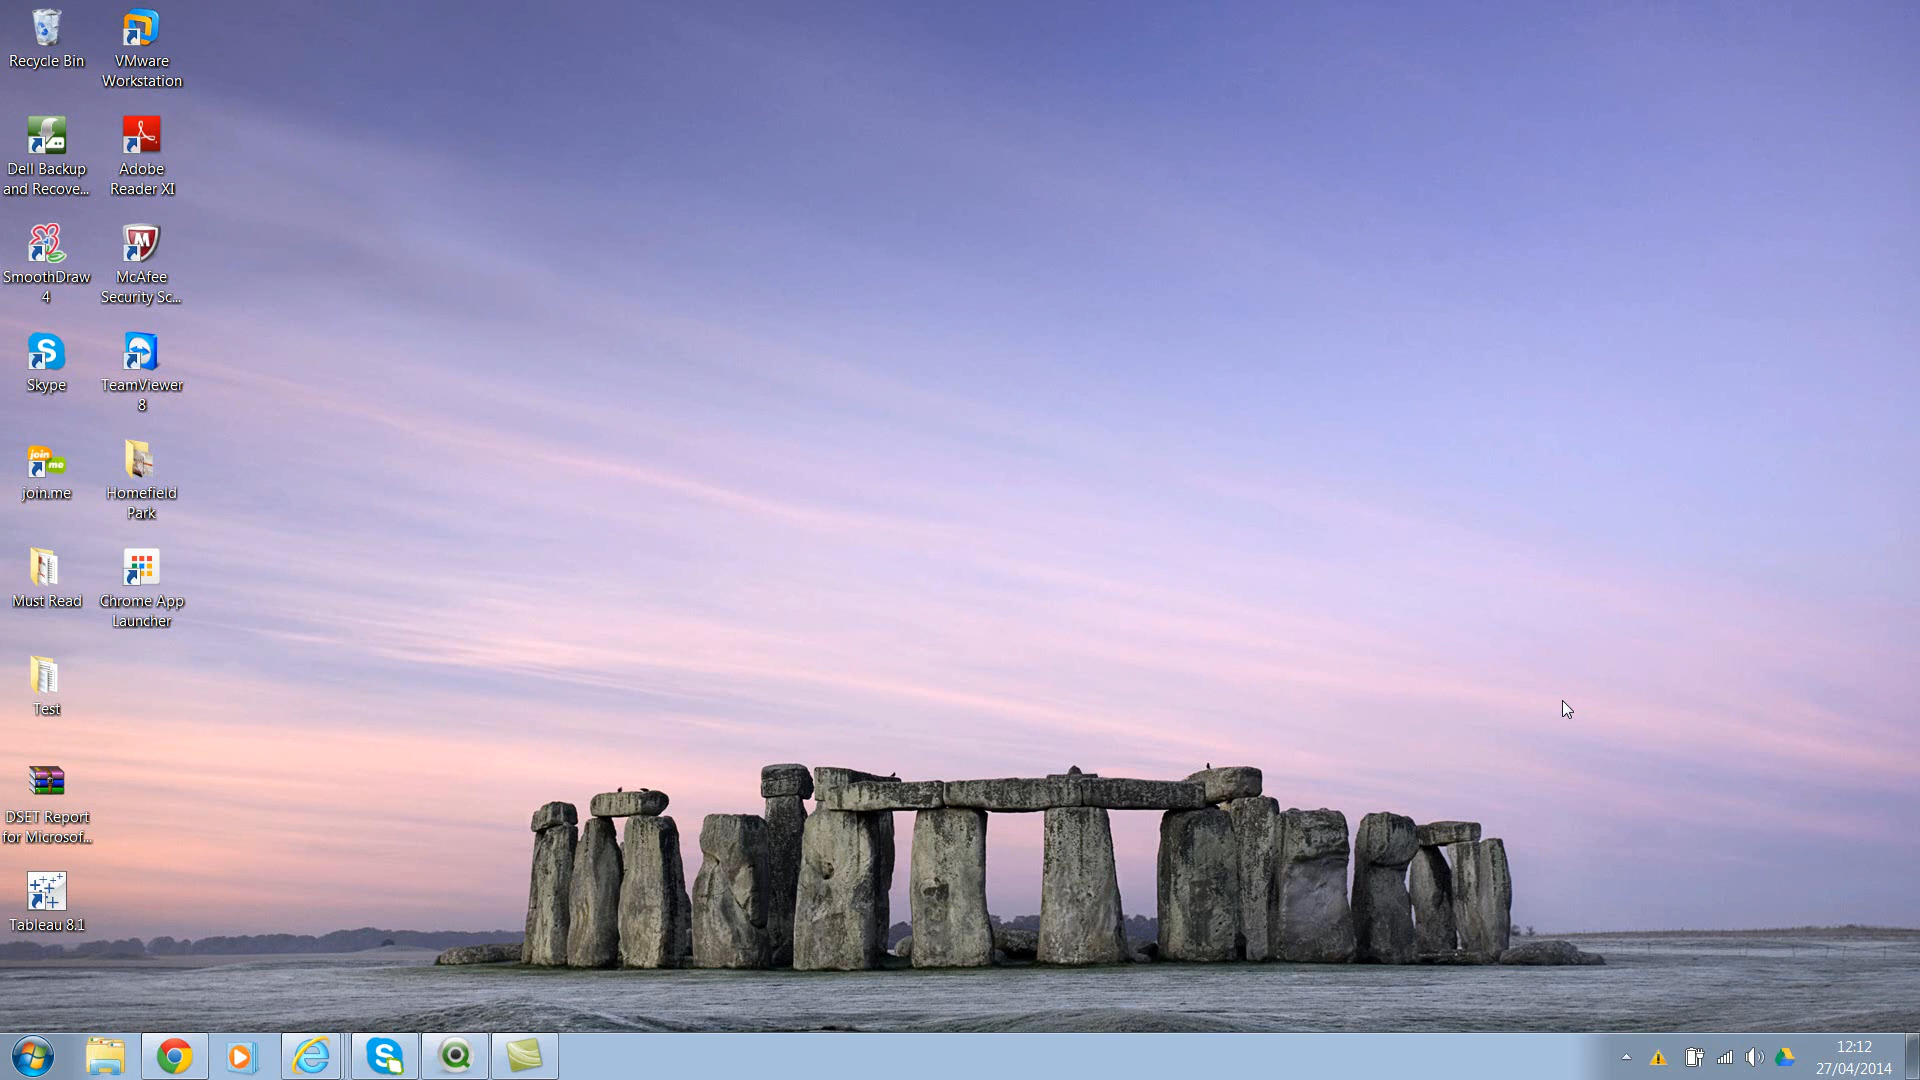 Recycle Bin
VMware
Workstation
Dell Backup
and Recove...
Adobe
Reader XI
SmoothDraw
4
McAfee
Security Sc...
Skype
TeamViewer
8
join
me
join.me
Homefield
Park
Must Read
Chrome App
Launcher
Test
DSET Report
for Microsof...
Tableau 8.1
12:12
27/04/2014